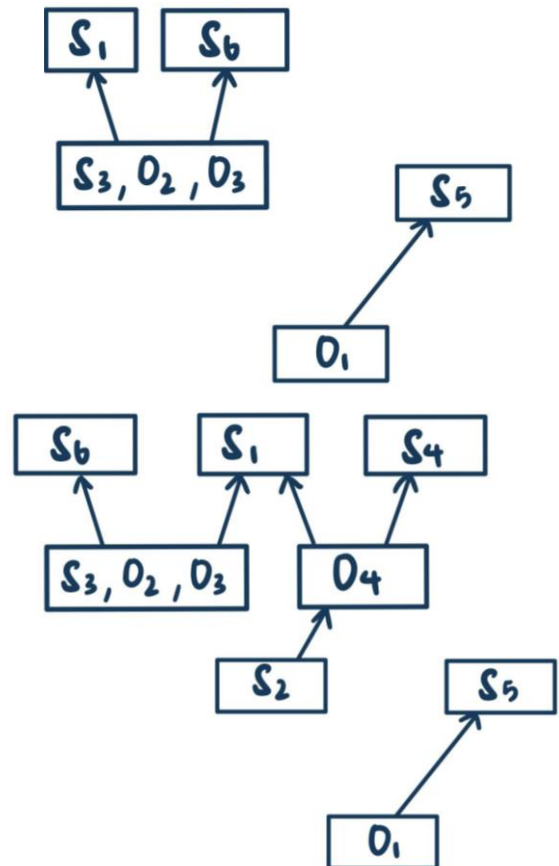 S₁ S₆
S₃, O₂, O₃
S₅
O₁
S₆ S₁ S₄
S₃, O₂, O₃ O₄
S₂ S₅
O₁